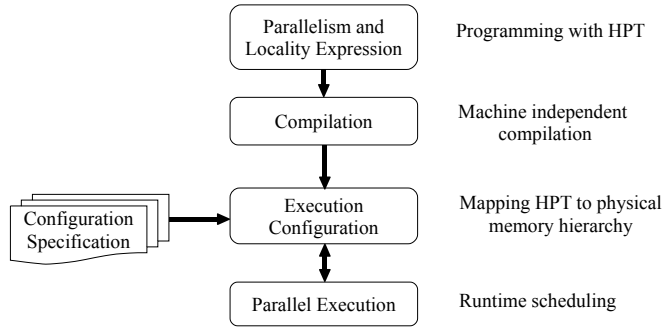 Parallelism and
Locality Expression
Programming with HPT
Compilation
Machine independent
compilation
Configuration
Specification
Execution
Configuration
Mapping HPT to physical
memory hierarchy
Parallel Execution
Runtime scheduling